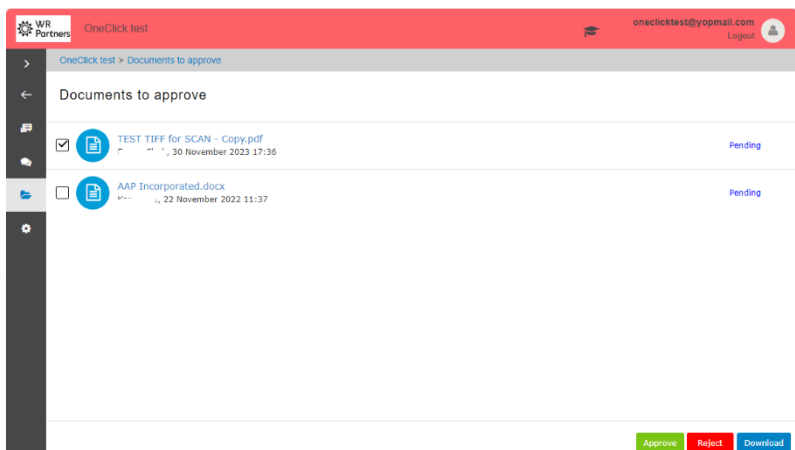 WR
Partners
OneClick test
oneclicktest@yopmail.com
Logout
OneClick test > Documents to approve
Documents to approve
TEST TIFF for SCAN - Copy.pdf
, 30 November 2023 17:36
Pending
AAP Incorporated.docx
, 22 November 2022 11:37
Pending
Approve
Reject
Download